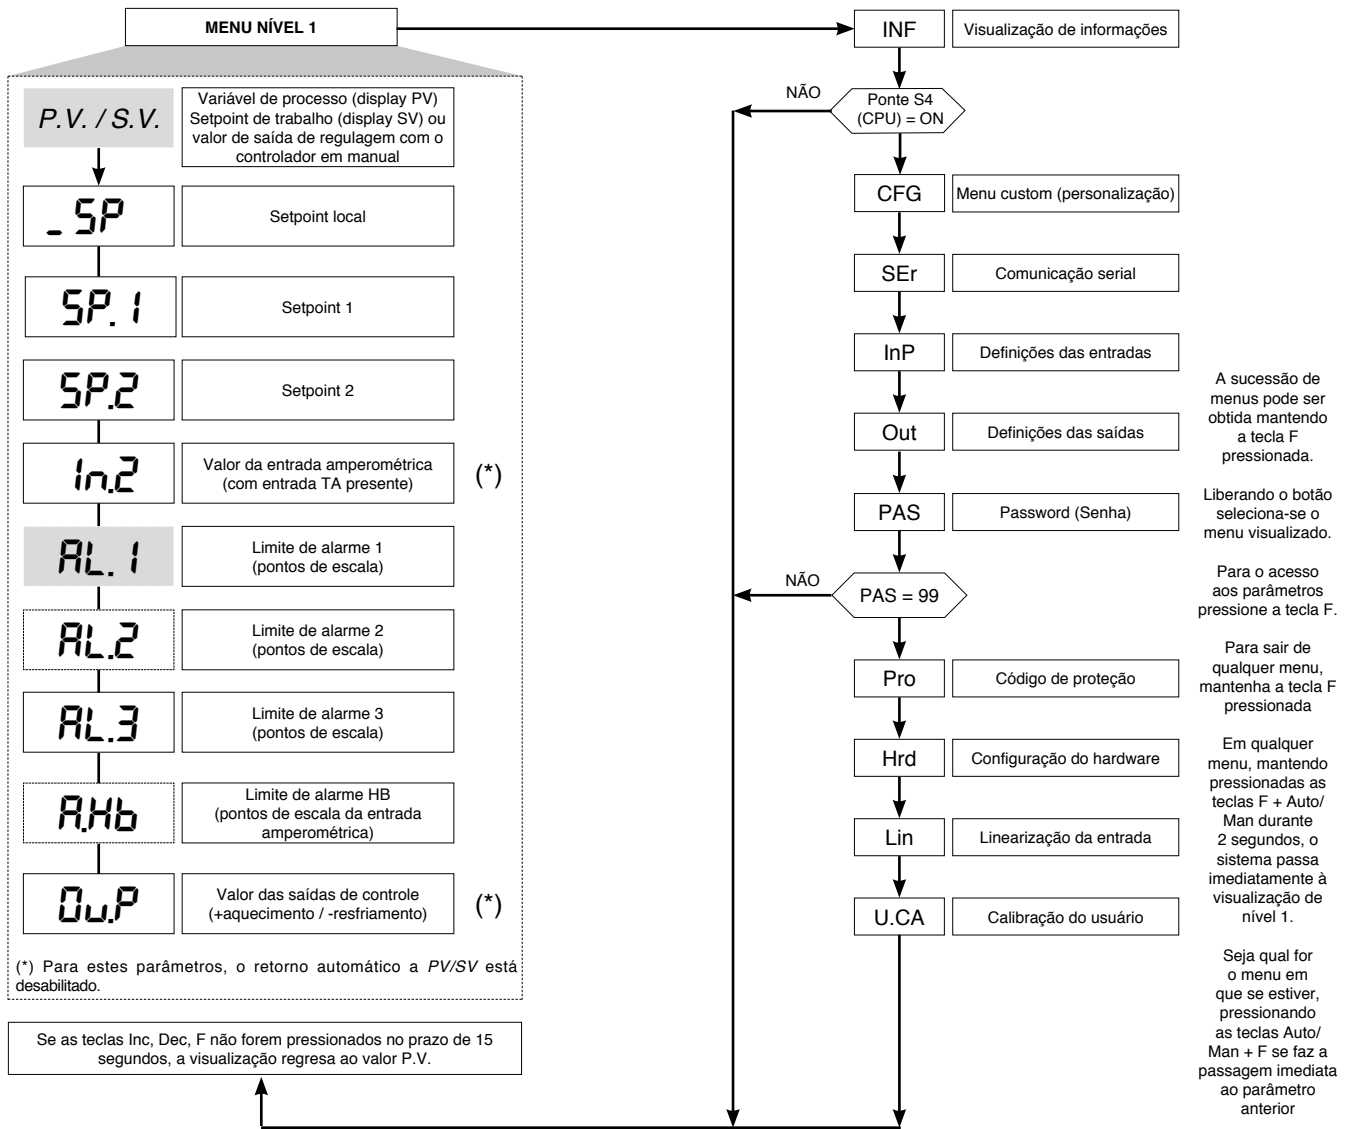 MENU NÍVEL 1
P.V. / S.V.
Variável de processo (display PV)
Setpoint de trabalho (display SV) ou
valor de saída de regulagem com o
controlador em manual
_SP
Setpoint local
SP.1
Setpoint 1
SP.2
Setpoint 2
In.2
Valor da entrada amperométrica
(com entrada TA presente)
(*)
AL.1
Limite de alarme 1
(pontos de escala)
AL.2
Limite de alarme 2
(pontos de escala)
AL.3
Limite de alarme 3
(pontos de escala)
A.Hb
Limite de alarme HB
(pontos de escala da entrada
amperométrica)
Ou.P
Valor das saídas de controle
(+aquecimento / -resfriamento)
(*)
(*) Para estes parâmetros, o retorno automático a PV/SV está
desabilitado.
Se as teclas Inc, Dec, F não forem pressionados no prazo de 15
segundos, a visualização regresa ao valor P.V.
INF
Visualização de informações
NÃO
Ponte S4
(CPU) = ON
CFG
Menu custom (personalização)
SEr
Comunicação serial
InP
Definições das entradas
Out
Definições das saídas
PAS
Password (Senha)
NÃO
PAS = 99
Pro
Código de proteção
Hrd
Configuração do hardware
Lin
Linearização da entrada
U.CA
Calibração do usuário
A sucessão de
menus pode ser
obtida mantendo
a tecla F
pressionada.
Liberando o botão
seleciona-se o
menu visualizado.
Para o acesso
aos parâmetros
pressione a tecla F.
Para sair de
qualquer menu,
mantenha a tecla F
pressionada
Em qualquer
menu, mantendo
pressionadas as
teclas F + Auto/
Man durante
2 segundos, o
sistema passa
imediatamente à
visualização de
nível 1.
Seja qual for
o menu em
que se estiver,
pressionando
as teclas Auto/
Man + F se faz a
passagem imediata
ao parâmetro
anterior